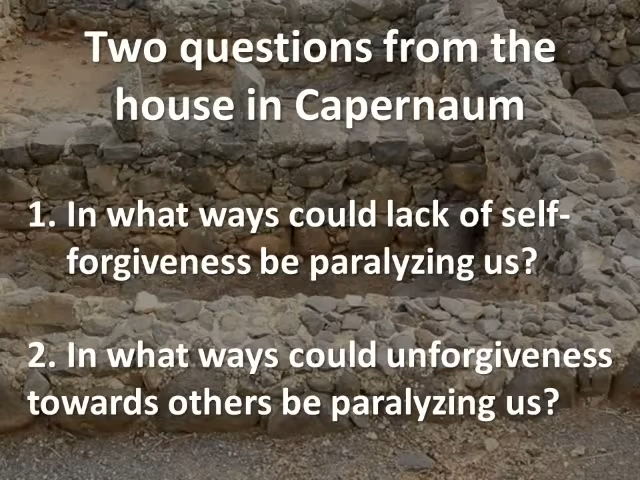 Two questions from the
house in Capernaum
1. In what ways could lack of self-
forgiveness be paralyzing us?
2. In what ways could unforgiveness
towards others be paralyzing us?